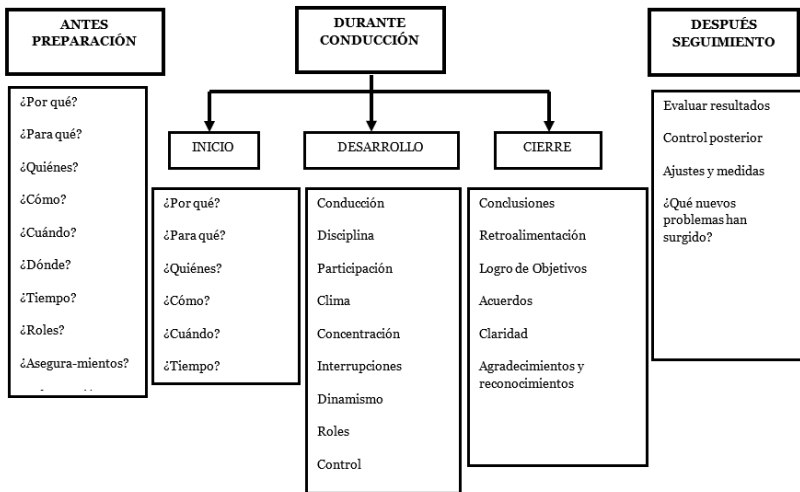 ANTES
PREPARACIÓN
¿Por qué?
¿Para qué?
¿Quiénes?
¿Cómo?
¿Cuándo?
¿Dónde?
¿Tiempo?
¿Roles?
¿Asegura-mientos?
DURANTE
CONDUCCIÓN
INICIO
¿Por qué?
¿Para qué?
¿Quiénes?
¿Cómo?
¿Cuándo?
¿Tiempo?
DESARROLLO
Conducción
Disciplina
Participación
Clima
Concentración
Interrupciones
Dinamismo
Roles
Control
CIERRE
Conclusiones
Retroalimentación
Logro de Objetivos
Acuerdos
Claridad
Agradecimientos y
reconocimientos
DESPUÉS
SEGUIMIENTO
Evaluar resultados
Control posterior
Ajustes y medidas
¿Qué nuevos
problemas han
surgido?